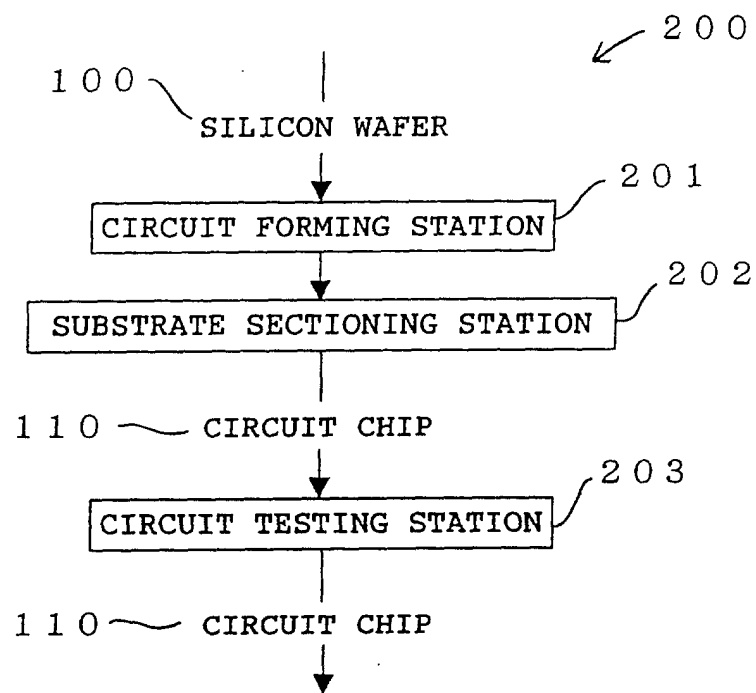 200
100
SILICON WAFER
201
CIRCUIT FORMING STATION
202
SUBSTRATE SECTIONING STATION
110 CIRCUIT CHIP
203
CIRCUIT TESTING STATION
110 CIRCUIT CHIP